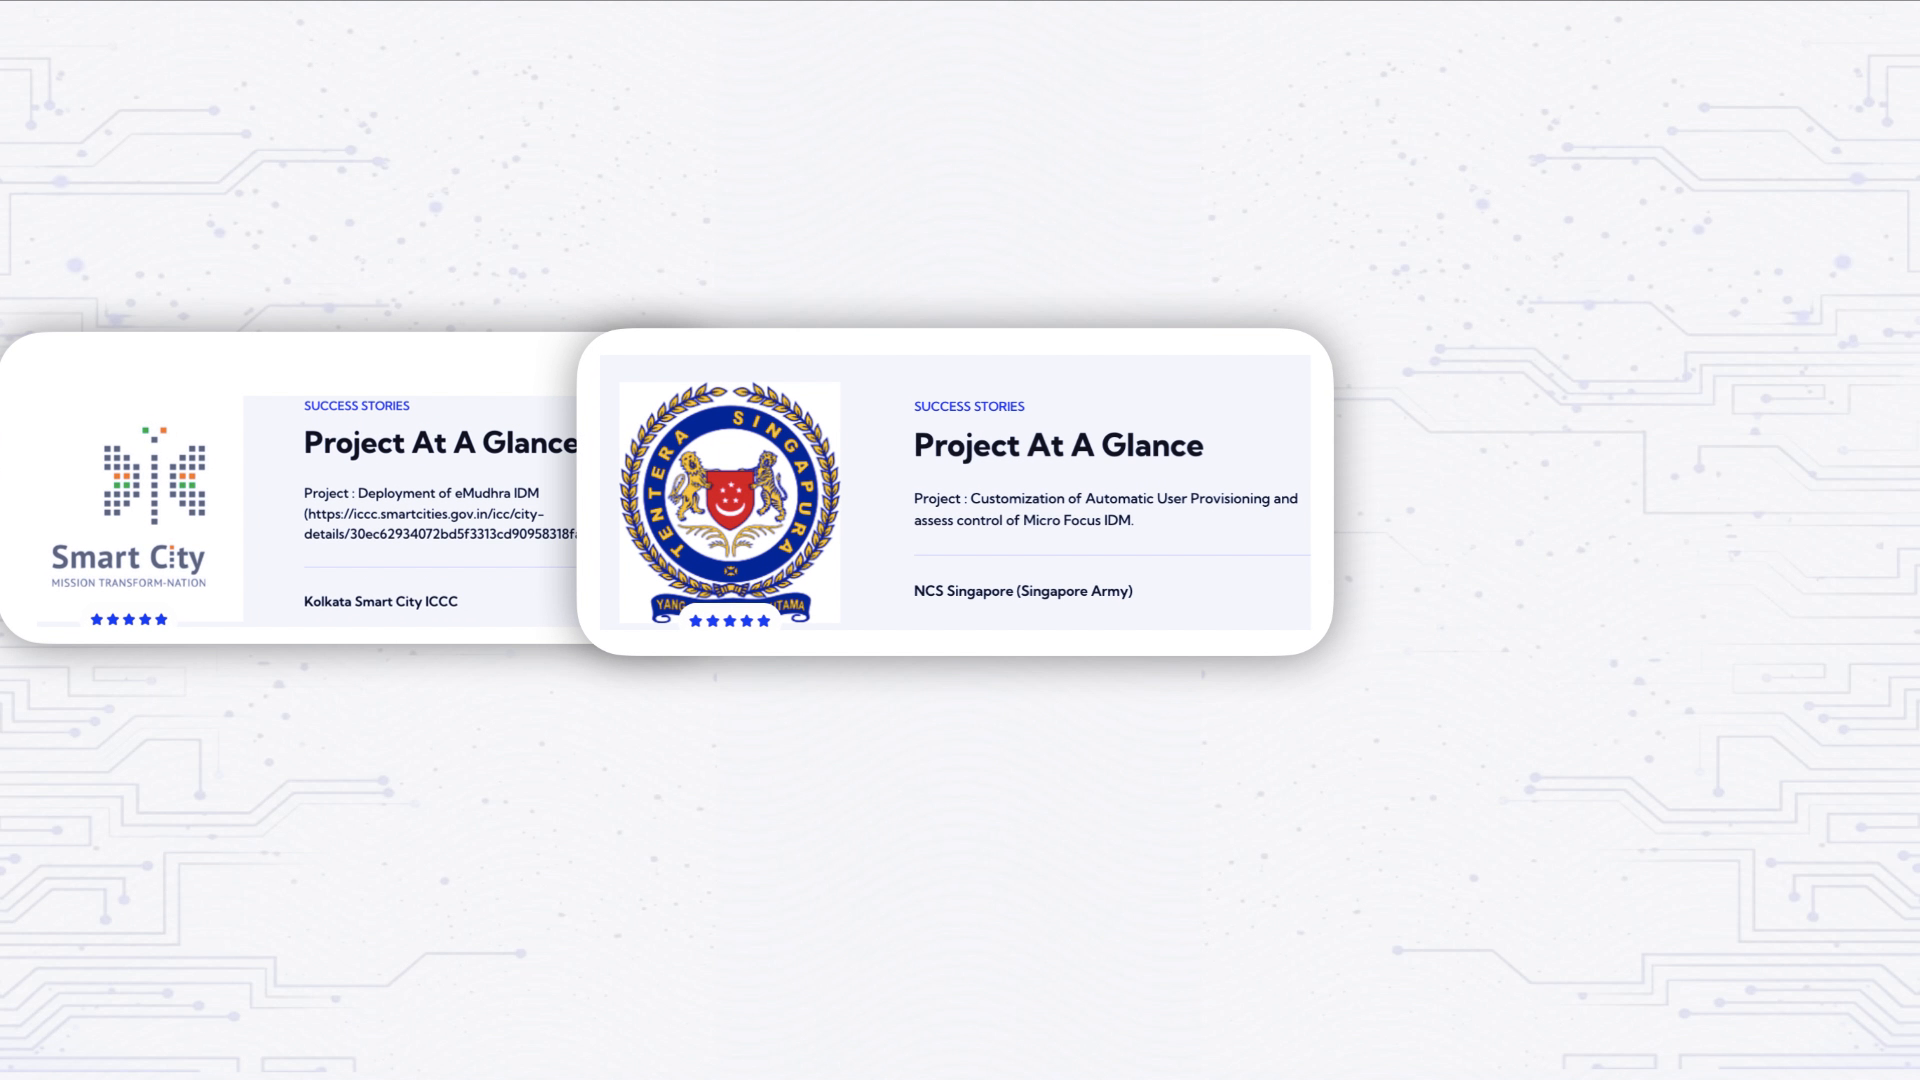 SUCCESS STORIES
Project At A Glance
Project : Deployment of eMudhra IDM
(https://iccc.smartcities.gov.in/icc/city-
details/30ec62934072bd5f3313cd90958318f
Smart City
MISSION TRANSFORM-NATION
Kolkata Smart City ICCC
TENTERA SINGAPURA
YANG
TAMA
SUCCESS STORIES
Project At A Glance
Project : Customization of Automatic User Provisioning and
assess control of Micro Focus IDM.
NCS Singapore (Singapore Army)